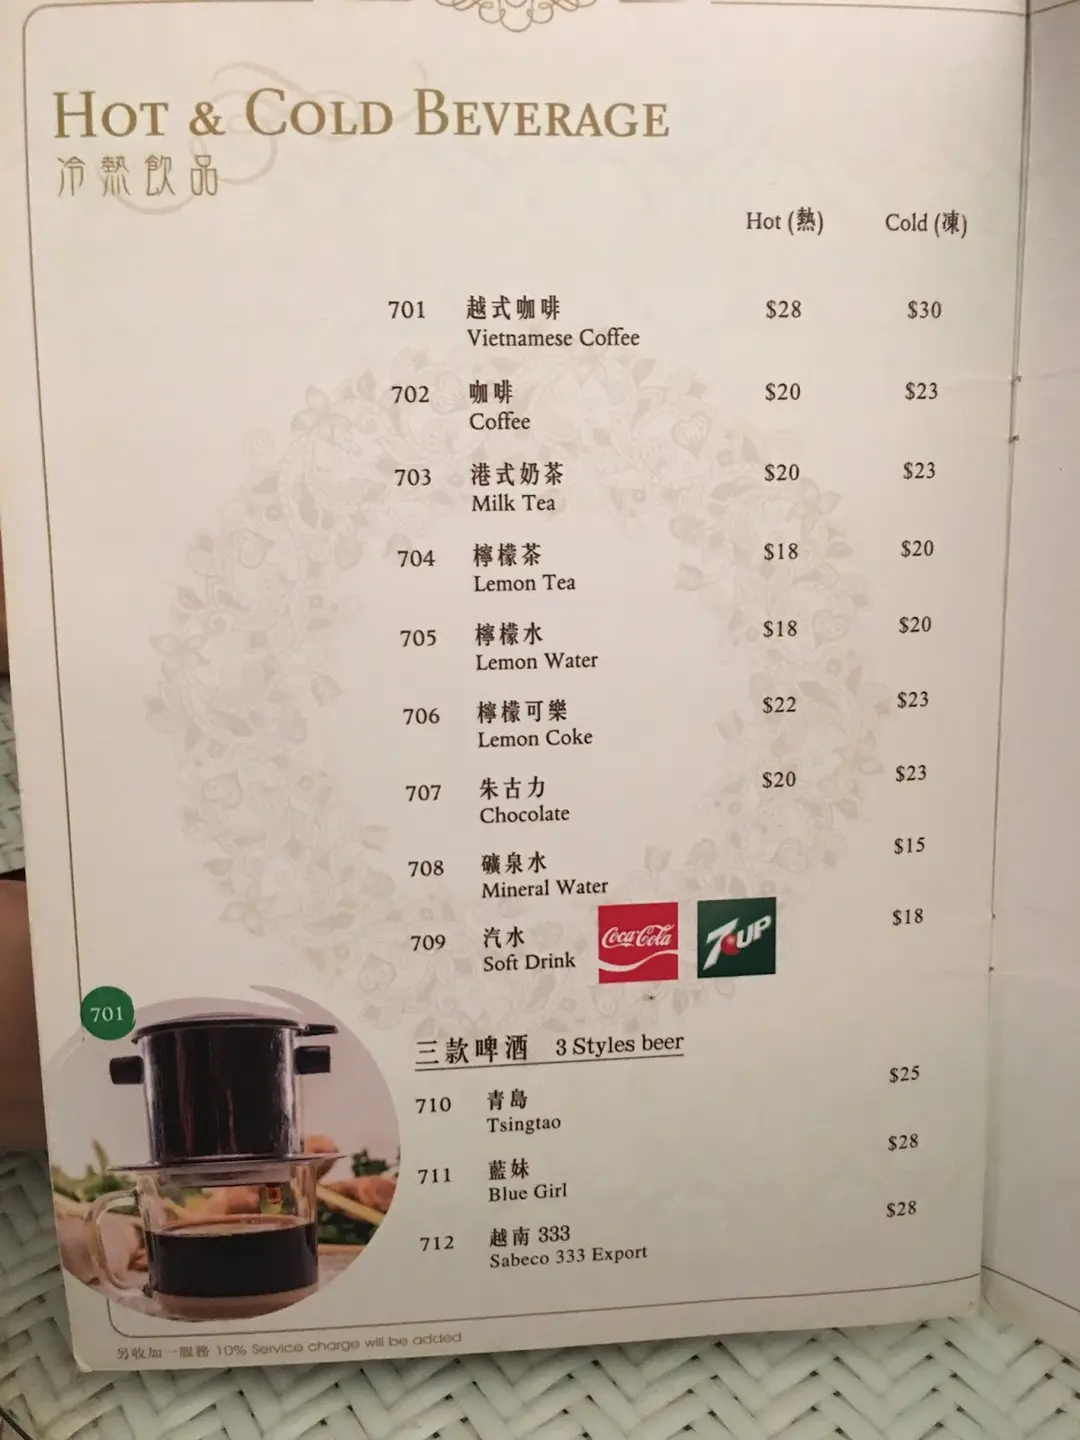 HOT & COLD BEVERAGE
冷熱飲品
Hot (熱) Cold (凍)
701 越式咖啡 $28 $30
Vietnamese Coffee
702 咖啡 $20 $23
Coffee
703 港式奶茶 $20 $23
Milk Tea
704 檸檬茶 $18 $20
Lemon Tea
705 檸檬水 $18 $20
Lemon Water
706 檸檬可樂 $22 $23
Lemon Coke
707 朱古力 $20 $23
Chocolate
708 礦泉水 $15
Mineral Water
709 汽水 $18
Soft Drink Coca-Cola 7UP
701
三款啤酒 3 Styles beer
710 青島 $25
Tsingtao
711 藍妹 $28
Blue Girl
712 越南 333 $28
Sabeco 333 Export
另收加一服務 10% Service charge will be added